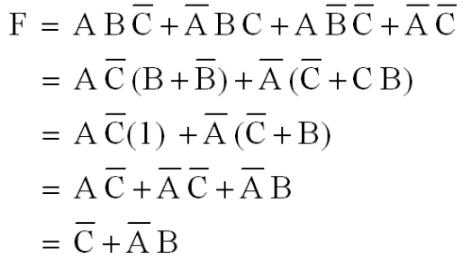 F = A B C̅ + A̅ B C + A B̅ C̅ + A̅ C̅
= A C̅ (B + B̅) + A̅ (C̅ + C B)
= A C̅(1) + A̅ (C̅ + B)
= A C̅ + A̅ C̅ + A̅ B
= C̅ + A̅ B